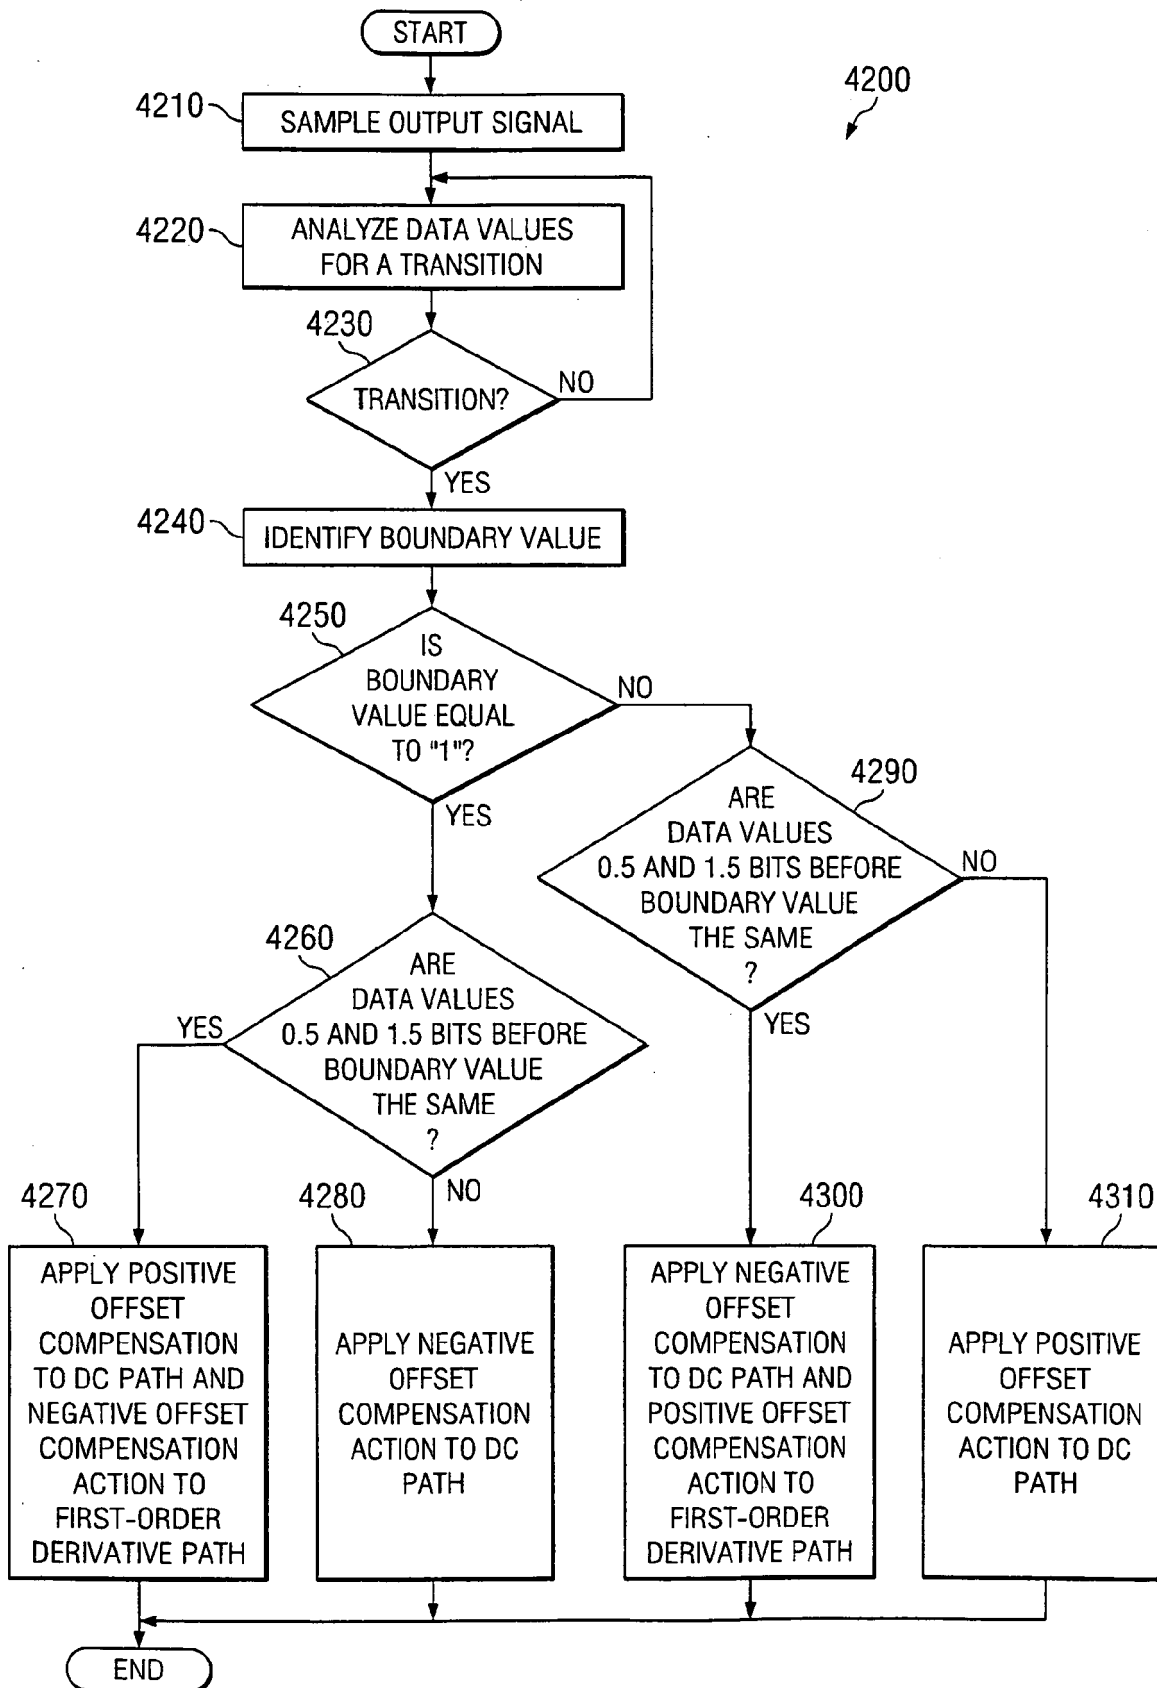 START
4200
4210
SAMPLE OUTPUT SIGNAL
4220
ANALYZE DATA VALUES
FOR A TRANSITION
4230
TRANSITION?
NO
YES
4240
IDENTIFY BOUNDARY VALUE
4250
IS
BOUNDARY
VALUE EQUAL
TO "1"?
NO
YES
4290
ARE
DATA VALUES
0.5 AND 1.5 BITS BEFORE
BOUNDARY VALUE
THE SAME
?
NO
YES
4260
ARE
DATA VALUES
0.5 AND 1.5 BITS BEFORE
BOUNDARY VALUE
THE SAME
?
YES
NO
4270
APPLY POSITIVE
OFFSET
COMPENSATION
TO DC PATH AND
NEGATIVE OFFSET
COMPENSATION
ACTION TO
FIRST-ORDER
DERIVATIVE PATH
4280
APPLY NEGATIVE
OFFSET
COMPENSATION
ACTION TO DC
PATH
4300
APPLY NEGATIVE
OFFSET
COMPENSATION
TO DC PATH AND
POSITIVE OFFSET
COMPENSATION
ACTION TO
FIRST-ORDER
DERIVATIVE PATH
4310
APPLY POSITIVE
OFFSET
COMPENSATION
ACTION TO DC
PATH
END